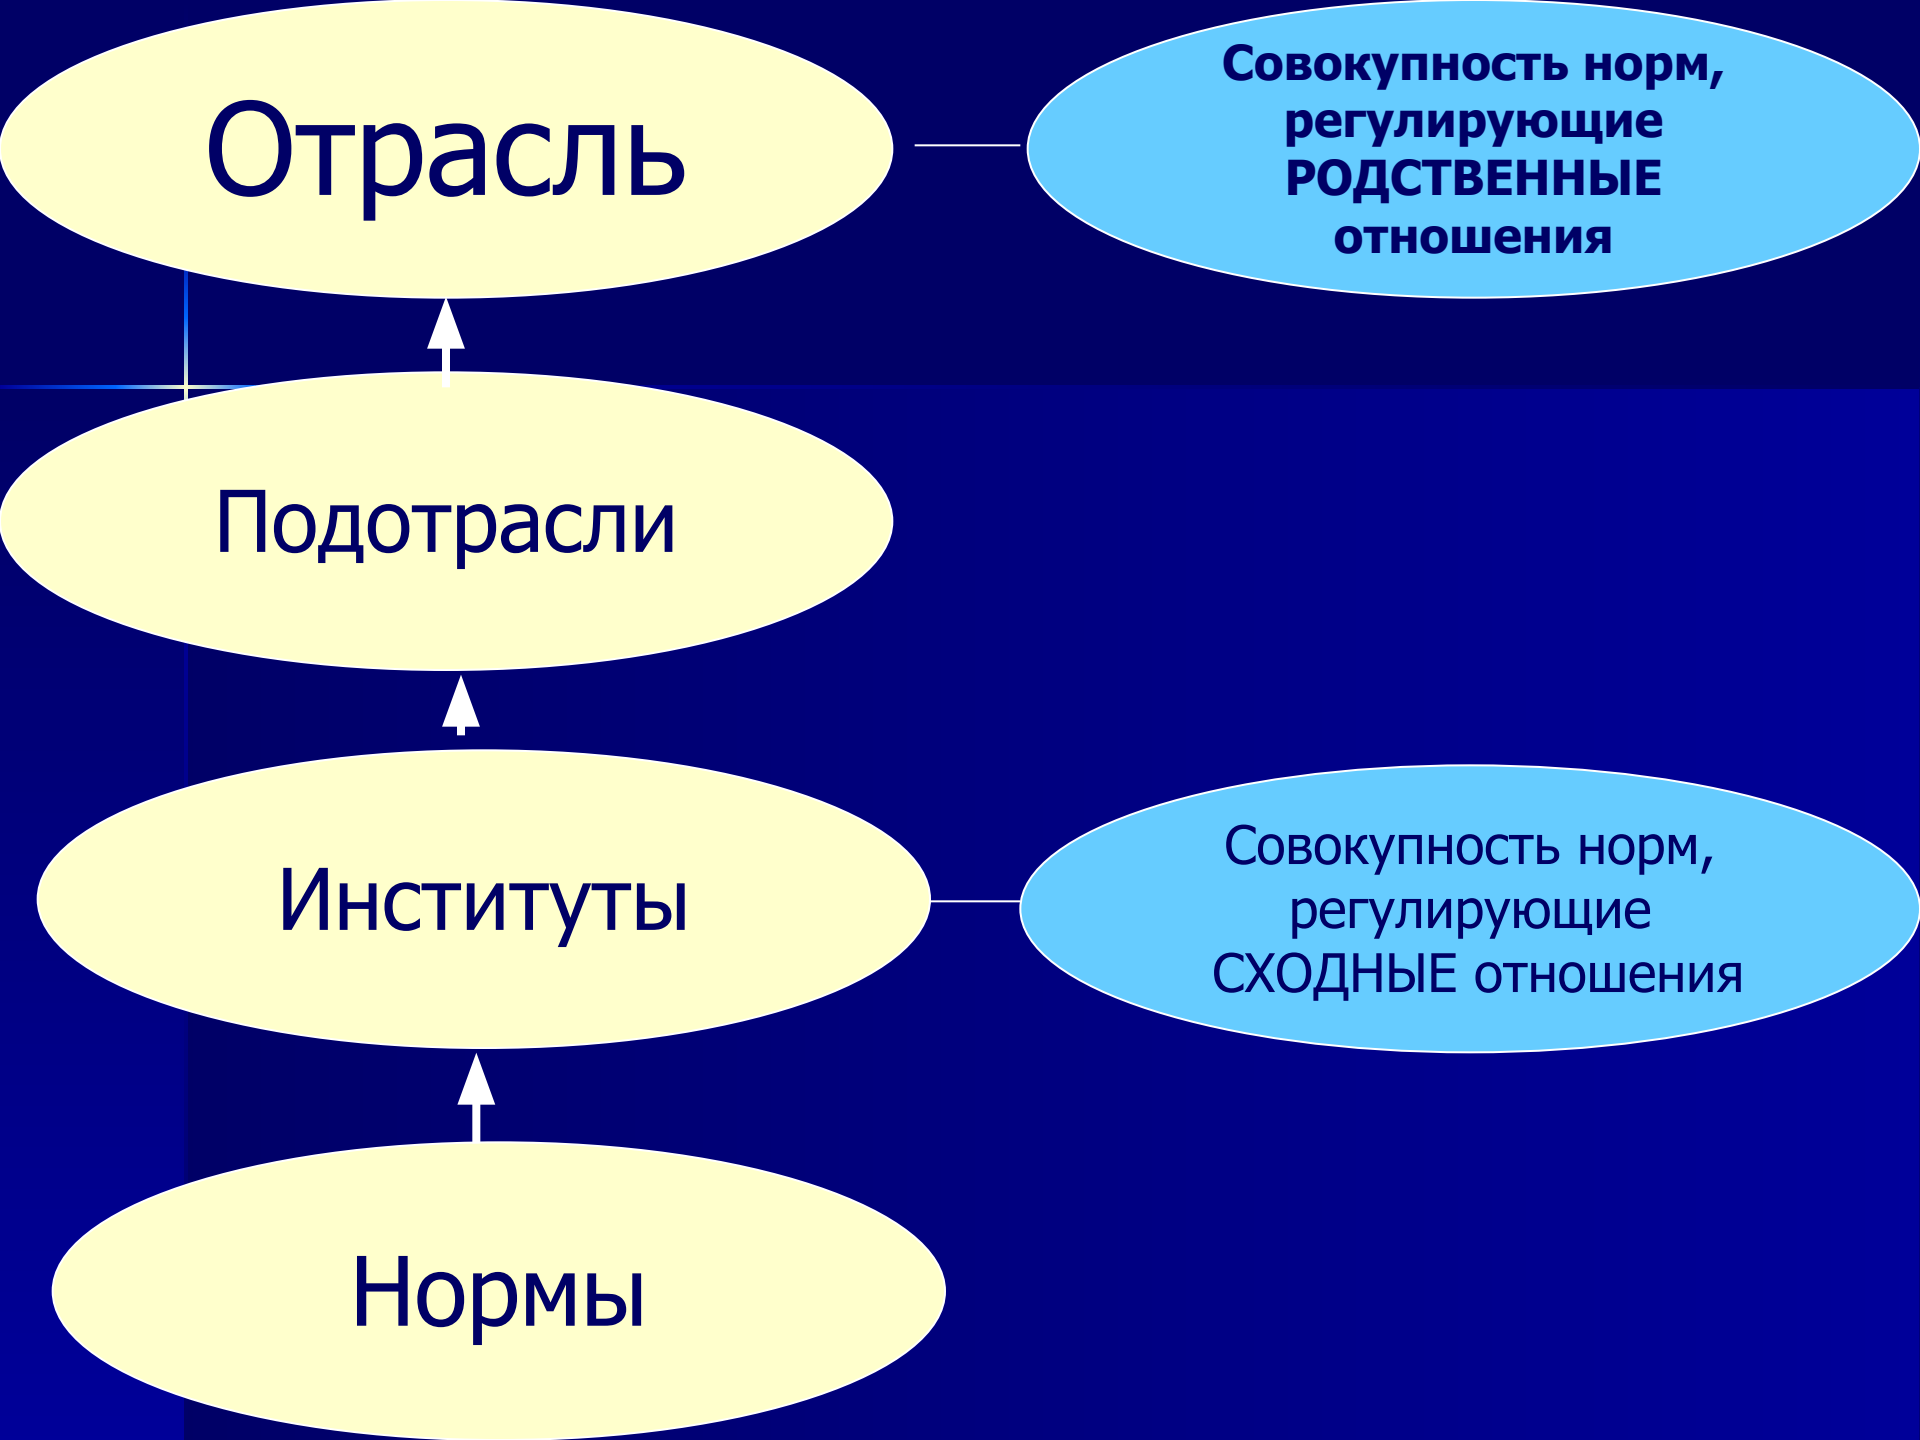 Отрасль
Совокупность норм,
регулирующие
РОДСТВЕННЫЕ
отношения
Подотрасли
Институты
Совокупность норм,
регулирующие
СХОДНЫЕ отношения
Нормы